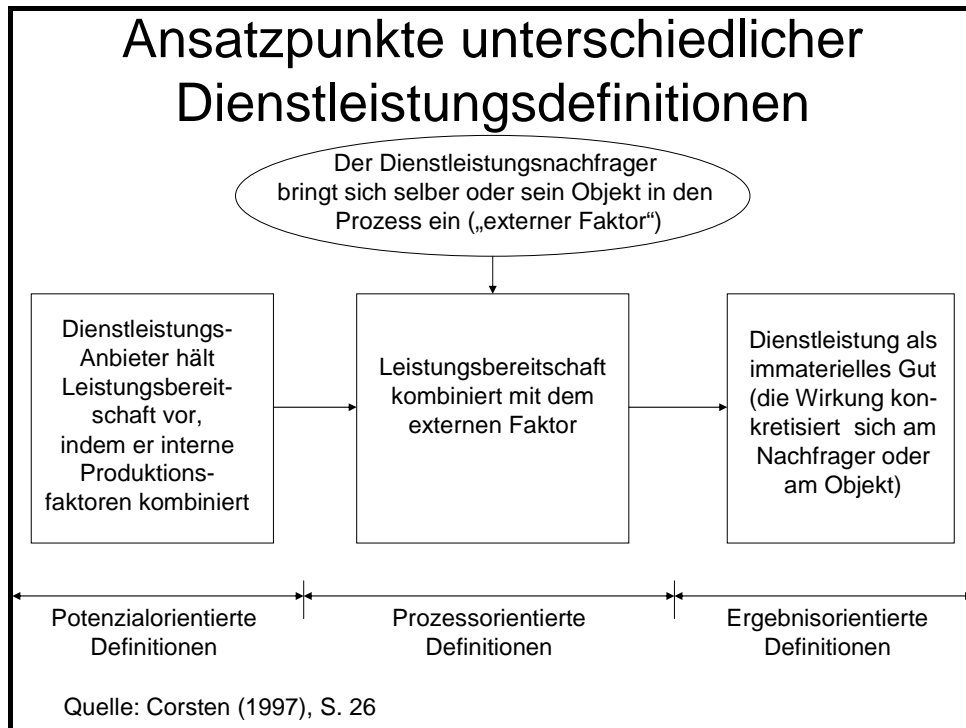 Ansatzpunkte unterschiedlicher
Dienstleistungsdefinitionen
Der Dienstleistungsnachfrager
bringt sich selber oder sein Objekt in den
Prozess ein („externer Faktor“)
Dienstleistungs-
Anbieter hält
Leistungsbereit-
schaft vor,
indem er interne
Produktions-
faktoren kombiniert
Leistungsbereitschaft
kombiniert mit dem
externen Faktor
Dienstleistung als
immaterielles Gut
(die Wirkung kon-
kretisiert sich am
Nachfrager oder
am Objekt)
Potenzialorientierte
Definitionen
Prozessorientierte
Definitionen
Ergebnisorientierte
Definitionen
Quelle: Corsten (1997), S. 26